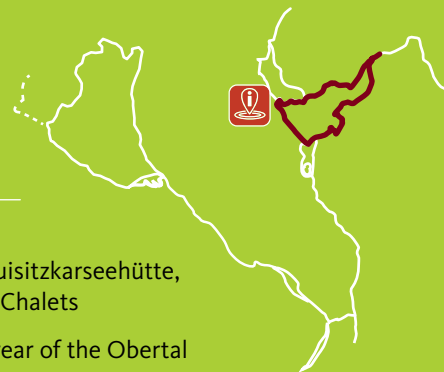 uisitzkarseehütte,
Chalets
ear of the Obertal